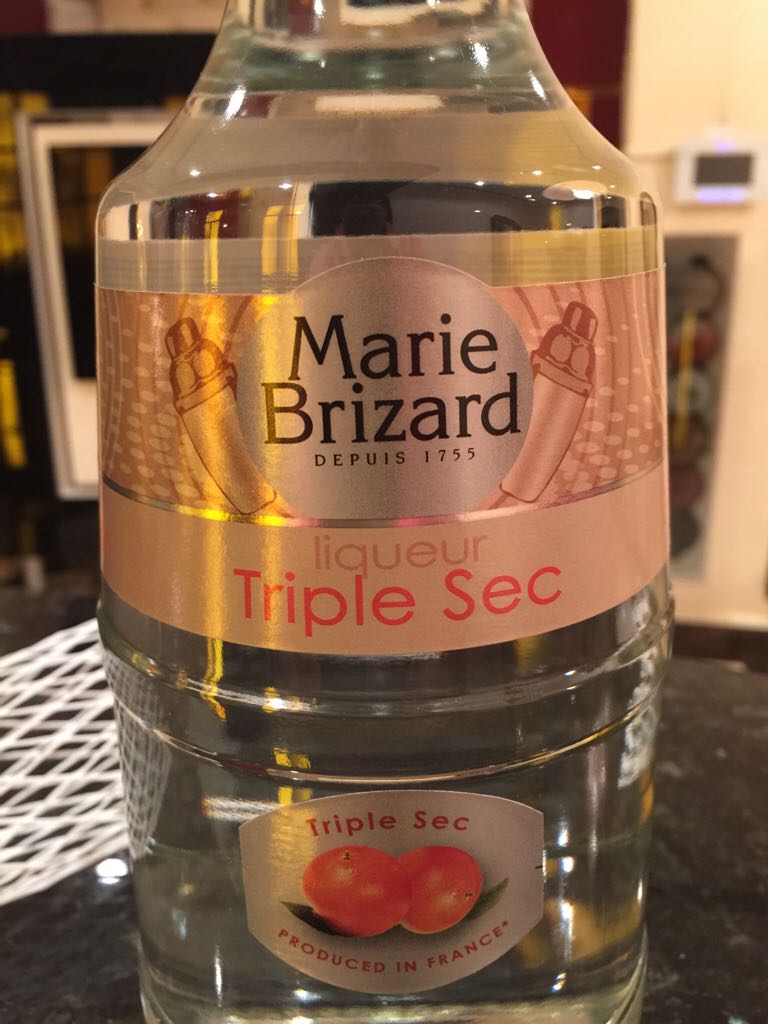 Marie
Brizard
DEPUIS 1755
liqueur
Triple Sec
Triple Sec
PRODUCED IN FRANCE*